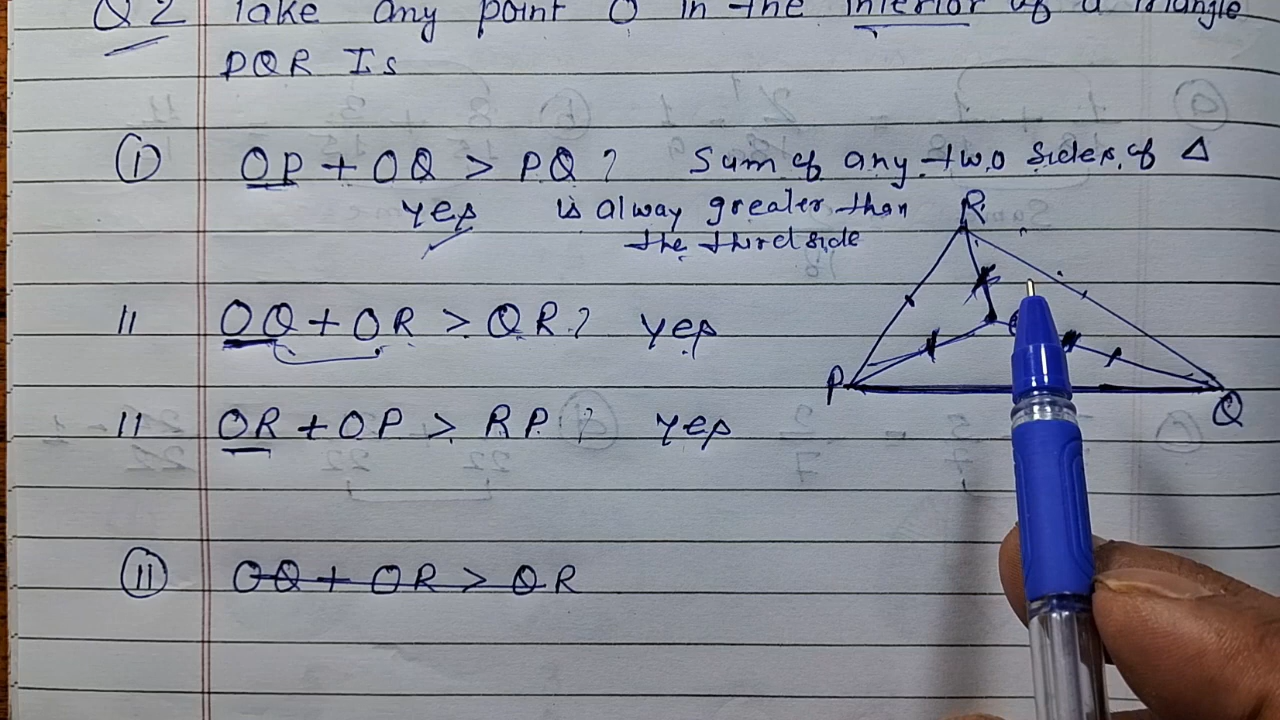 Q 2 Take any point O in the interior of a triangle
PQR Is
(i) OP + OQ > PQ? Sum of any two sides of Δ
yes is alway greater than
the third side
II OQ + OR > QR? yes
II OR + OP > RP? yes
(ii) OQ + OR > QR
R
P
Q